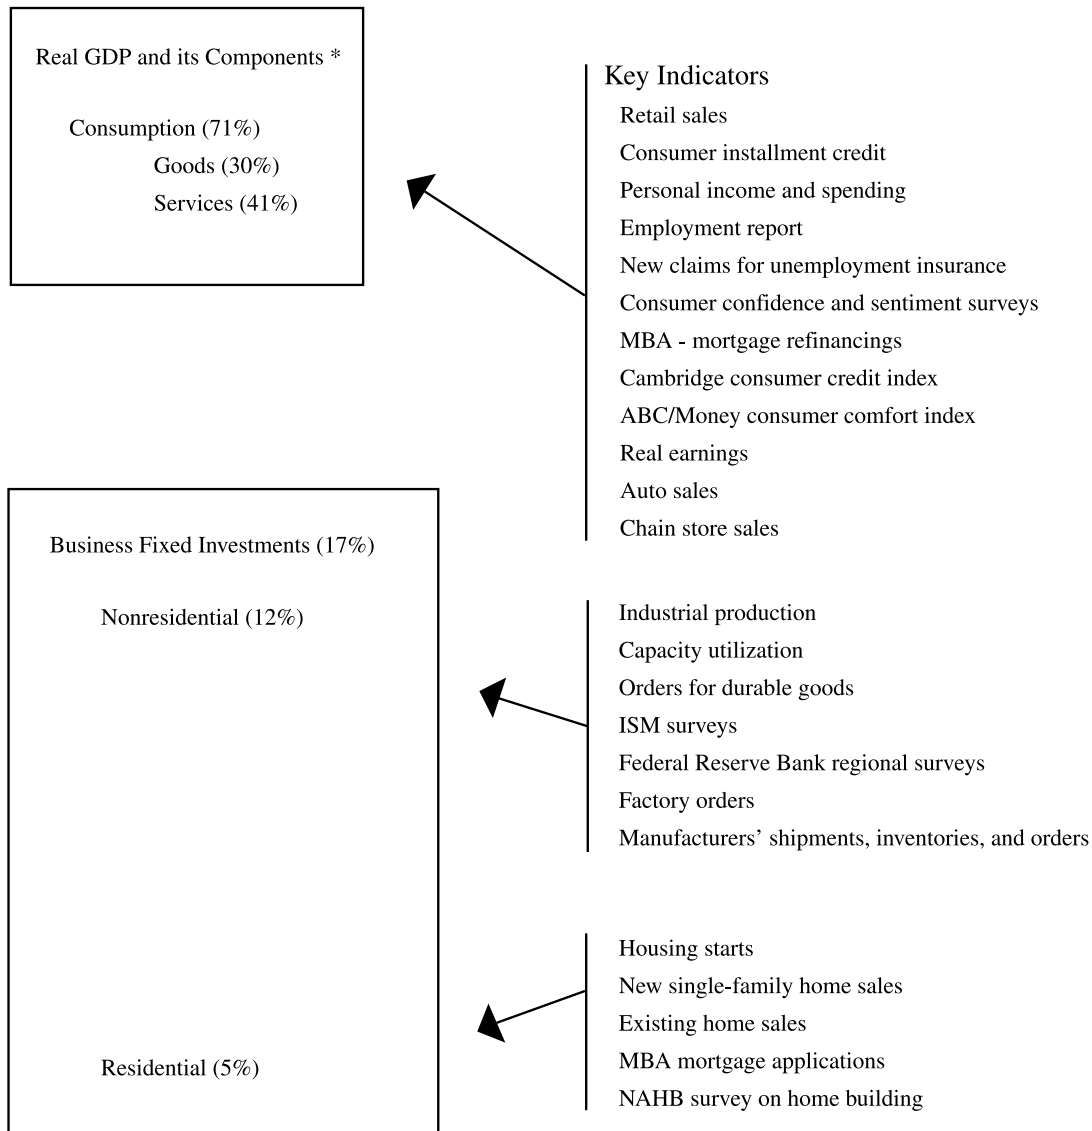 Real GDP and its Components *
Consumption (71%)
Goods (30%)
Services (41%)
Key Indicators
Retail sales
Consumer installment credit
Personal income and spending
Employment report
New claims for unemployment insurance
Consumer confidence and sentiment surveys
MBA - mortgage refinancings
Cambridge consumer credit index
ABC/Money consumer comfort index
Real earnings
Auto sales
Chain store sales
Business Fixed Investments (17%)
Nonresidential (12%)
Industrial production
Capacity utilization
Orders for durable goods
ISM surveys
Federal Reserve Bank regional surveys
Factory orders
Manufacturers’ shipments, inventories, and orders
Residential (5%)
Housing starts
New single-family home sales
Existing home sales
MBA mortgage applications
NAHB survey on home building